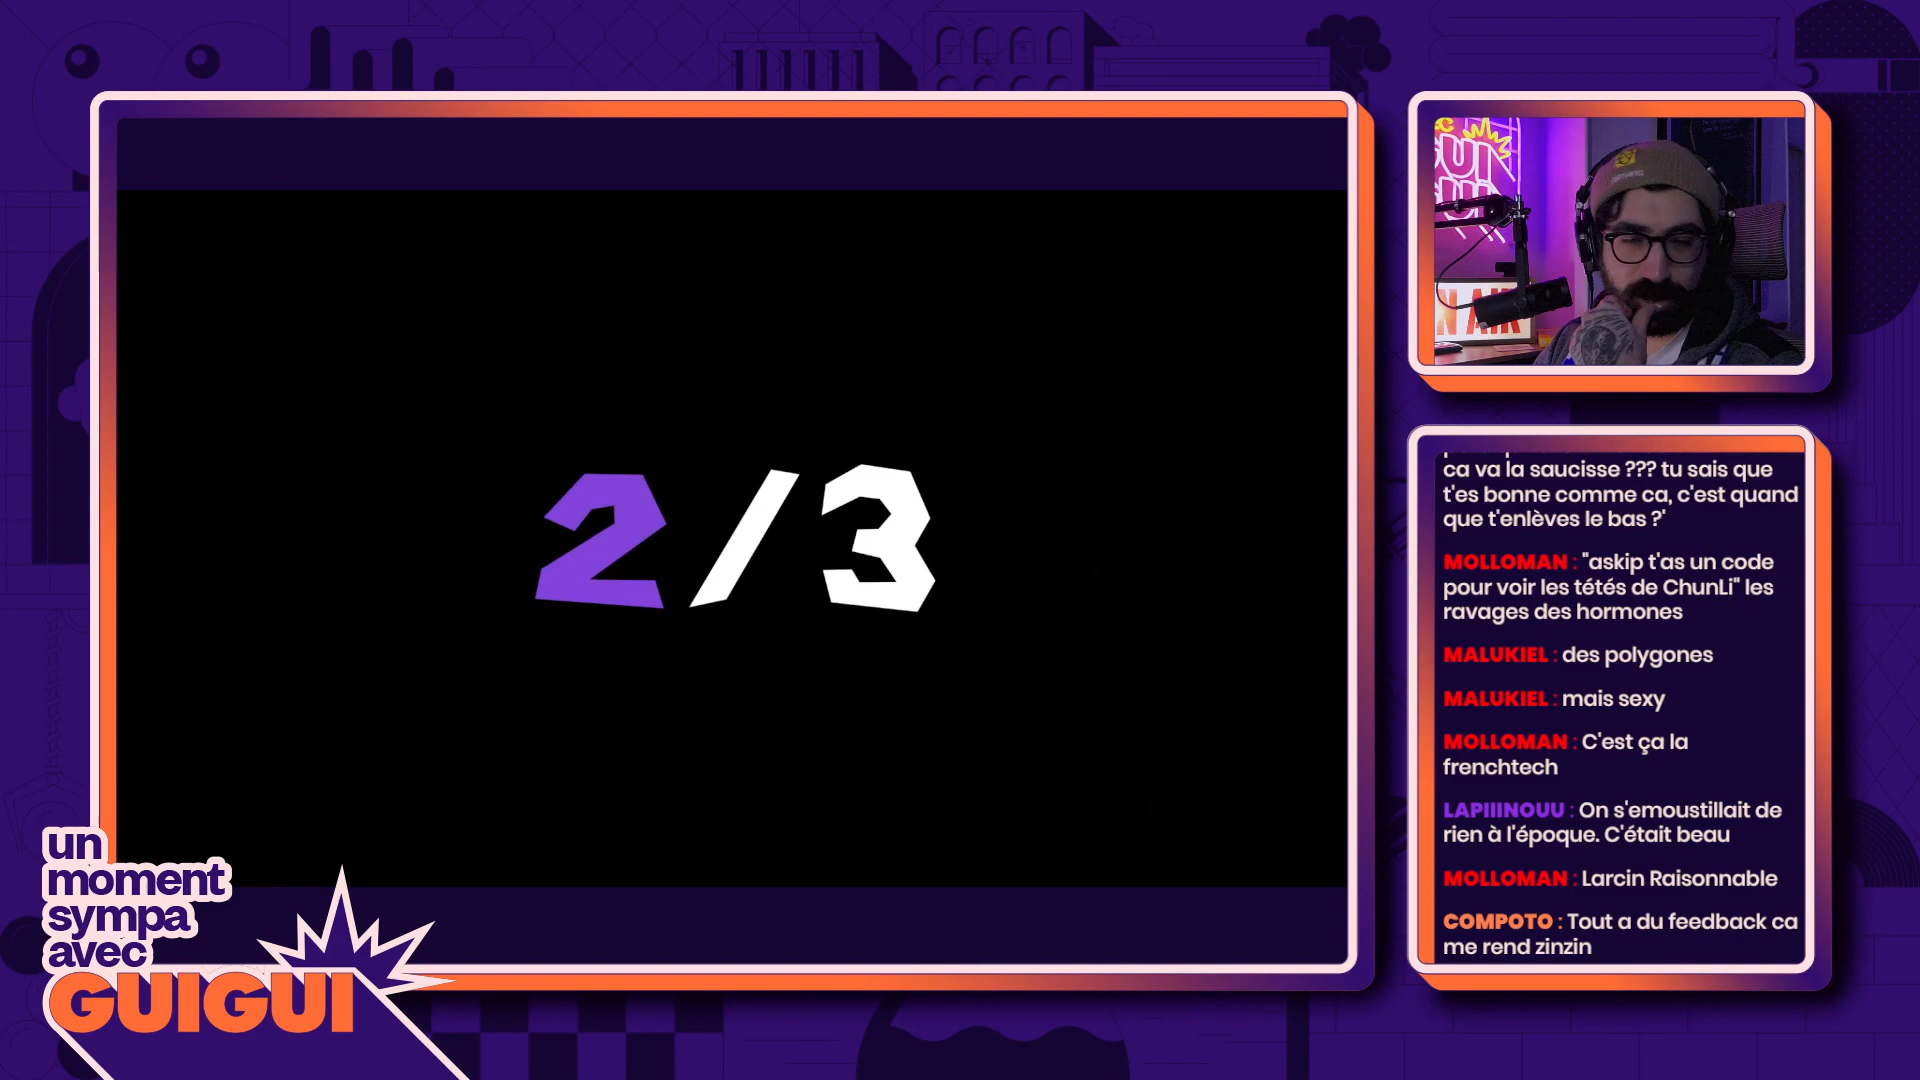 2/3
GUI
GUI
N AIR
ca va la saucisse ??? tu sais que
t'es bonne comme ca, c'est quand
que t'enlèves le bas ?'
MOLLOMAN : "askip t'as un code
pour voir les tétés de ChunLi" les
ravages des hormones
MALUKIEL : des polygones
MALUKIEL : mais sexy
MOLLOMAN : C'est ça la
frenchtech
LAPIIINOUU : On s'emoustillait de
rien à l'époque. C'était beau
MOLLOMAN : Larcin Raisonnable
COMPOTO : Tout a du feedback ca
me rend zinzin
un
moment
sympa
avec
GUIGUI